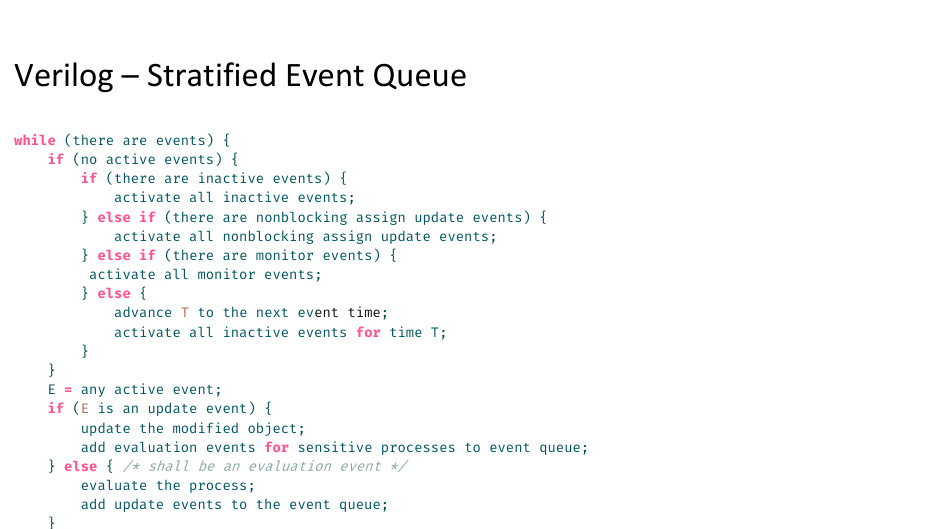 Verilog – Stratified Event Queue
while (there are events) {
    if (no active events) {
        if (there are inactive events) {
            activate all inactive events;
        } else if (there are nonblocking assign update events) {
            activate all nonblocking assign update events;
        } else if (there are monitor events) {
         activate all monitor events;
        } else {
            advance T to the next event time;
            activate all inactive events for time T;
        }
    }
    E = any active event;
    if (E is an update event) {
        update the modified object;
        add evaluation events for sensitive processes to event queue;
    } else { /* shall be an evaluation event */
        evaluate the process;
        add update events to the event queue;
    }